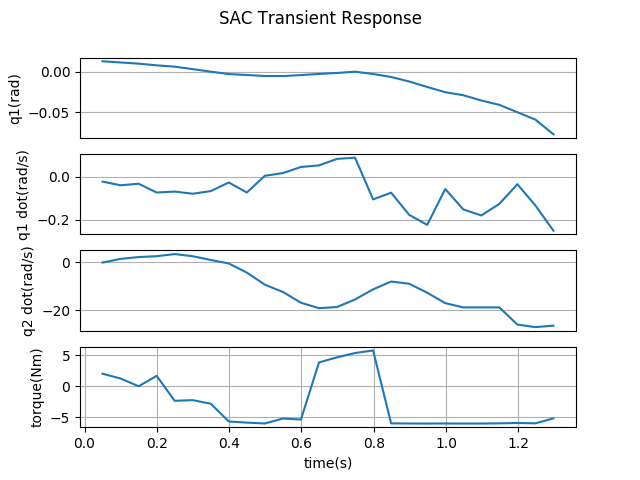 SAC Transient Response
q1(rad)
0.00
−0.05
q1 dot(rad/s)
0.0
−0.2
q2 dot(rad/s)
0
−20
torque(Nm)
5
0
−5
0.0 0.2 0.4 0.6 0.8 1.0 1.2
time(s)